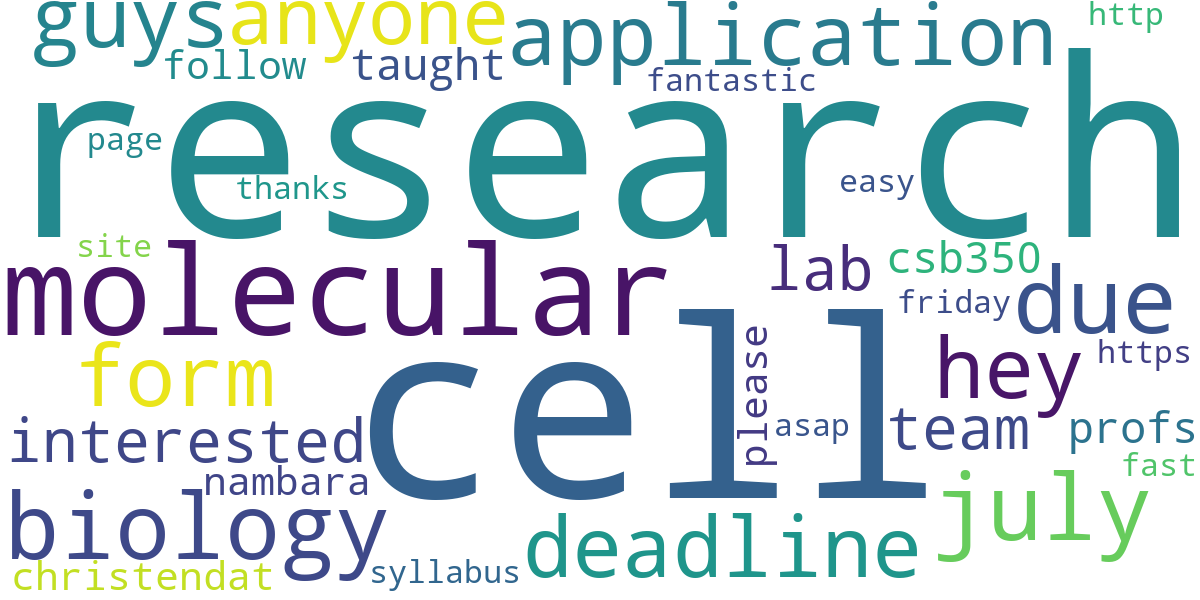 guys anyone application http
follow taught fantastic
research
page
thanks easy
site
molecular lab csb350
friday due
form cell please hey https
interested asap team profs
nambara fast
biology deadline july
christendat syllabus